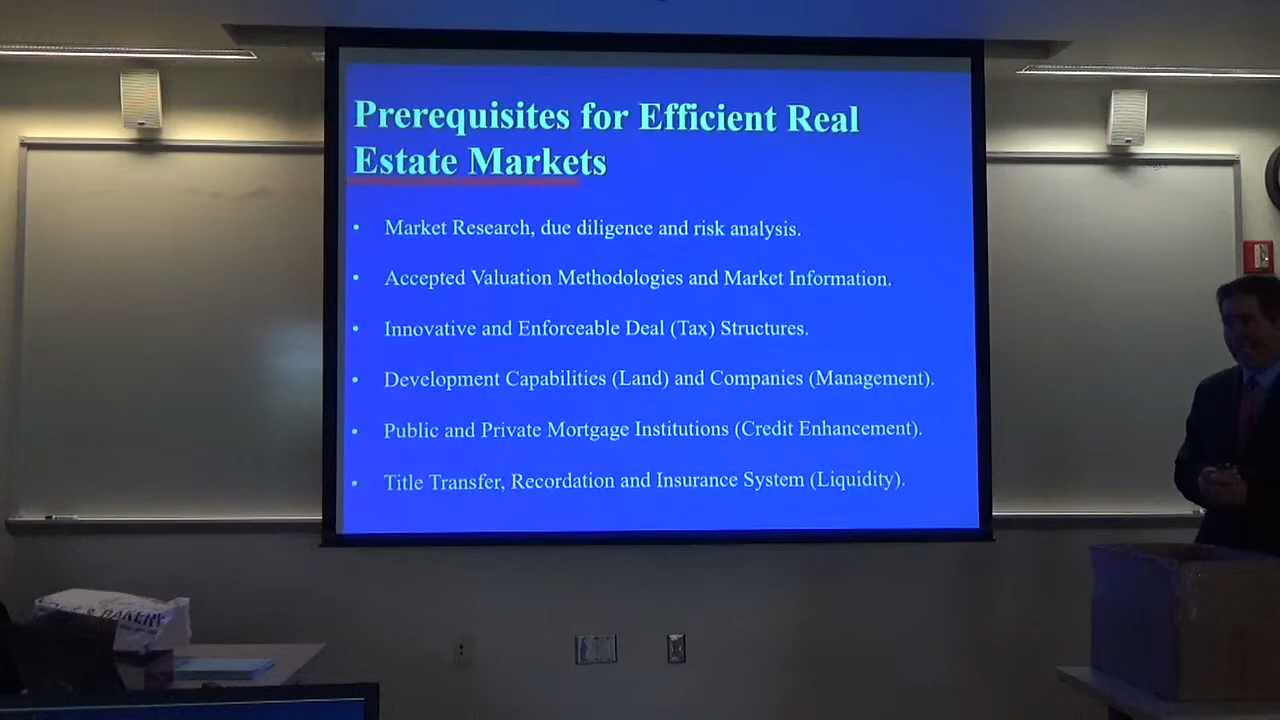 Prerequisites for Efficient Real
Estate Markets
• Market Research, due diligence and risk analysis.
• Accepted Valuation Methodologies and Market Information.
• Innovative and Enforceable Deal (Tax) Structures.
• Development Capabilities (Land) and Companies (Management).
• Public and Private Mortgage Institutions (Credit Enhancement).
• Title Transfer, Recordation and Insurance System (Liquidity).
& BAKERY